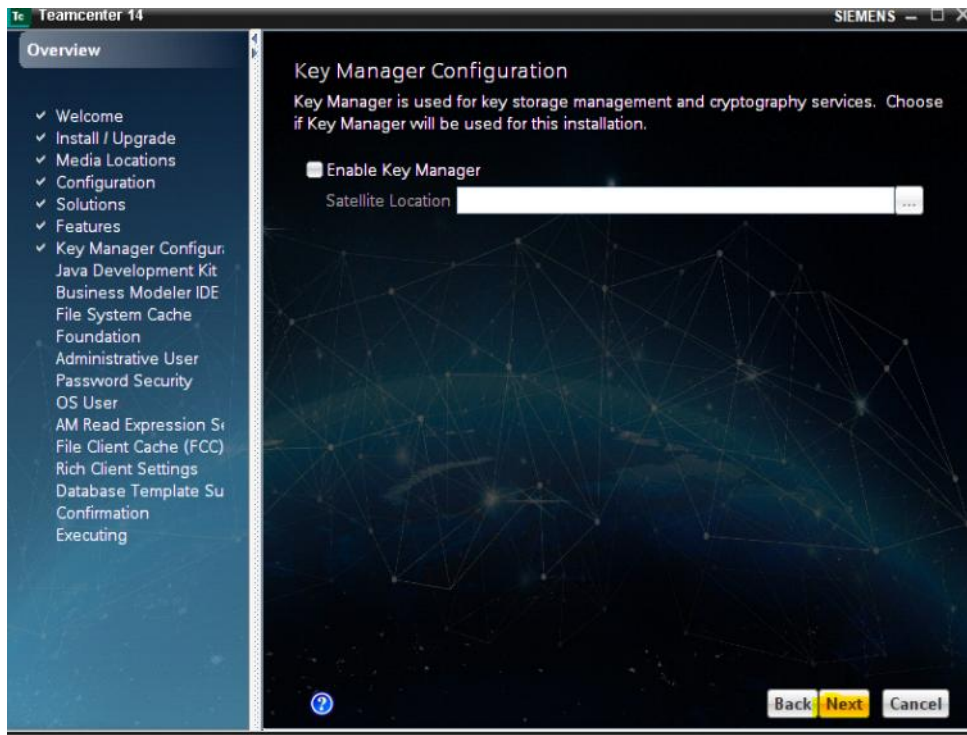 Tc Teamcenter 14
SIEMENS
Overview
Welcome
Install / Upgrade
Media Locations
Configuration
Solutions
Features
Key Manager Configur
Java Development Kit
Business Modeler IDE
File System Cache
Foundation
Administrative User
Password Security
OS User
AM Read Expression Se
File Client Cache (FCC)
Rich Client Settings
Database Template Su
Confirmation
Executing
Key Manager Configuration
Key Manager is used for key storage management and cryptography services. Choose
if Key Manager will be used for this installation.
Enable Key Manager
Satellite Location
...
?
Back Next Cancel